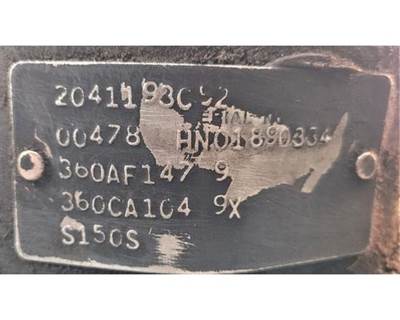 2041193C92
00478 HN01890334
360AF147 9
360CA104 9X
S150S